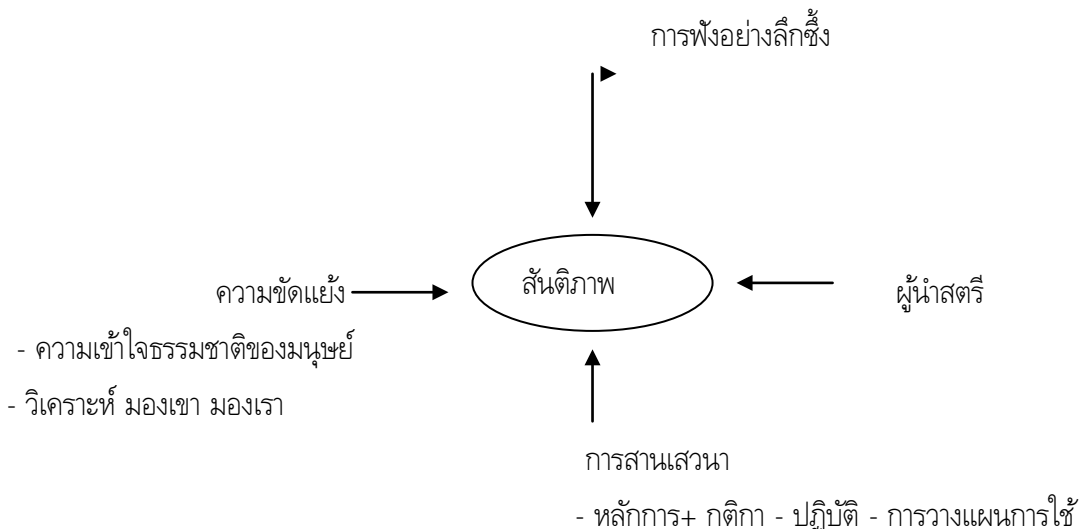 การฟังอย่างลึกซึ้ง
สันติภาพ
ความขัดแย้ง
ผู้นำสตรี
- ความเข้าใจธรรมชาติของมนุษย์
- วิเคราะห์ มองเขา มองเรา
การสานเสวนา
- หลักการ+ กติกา - ปฏิบัติ - การวางแผนการใช้